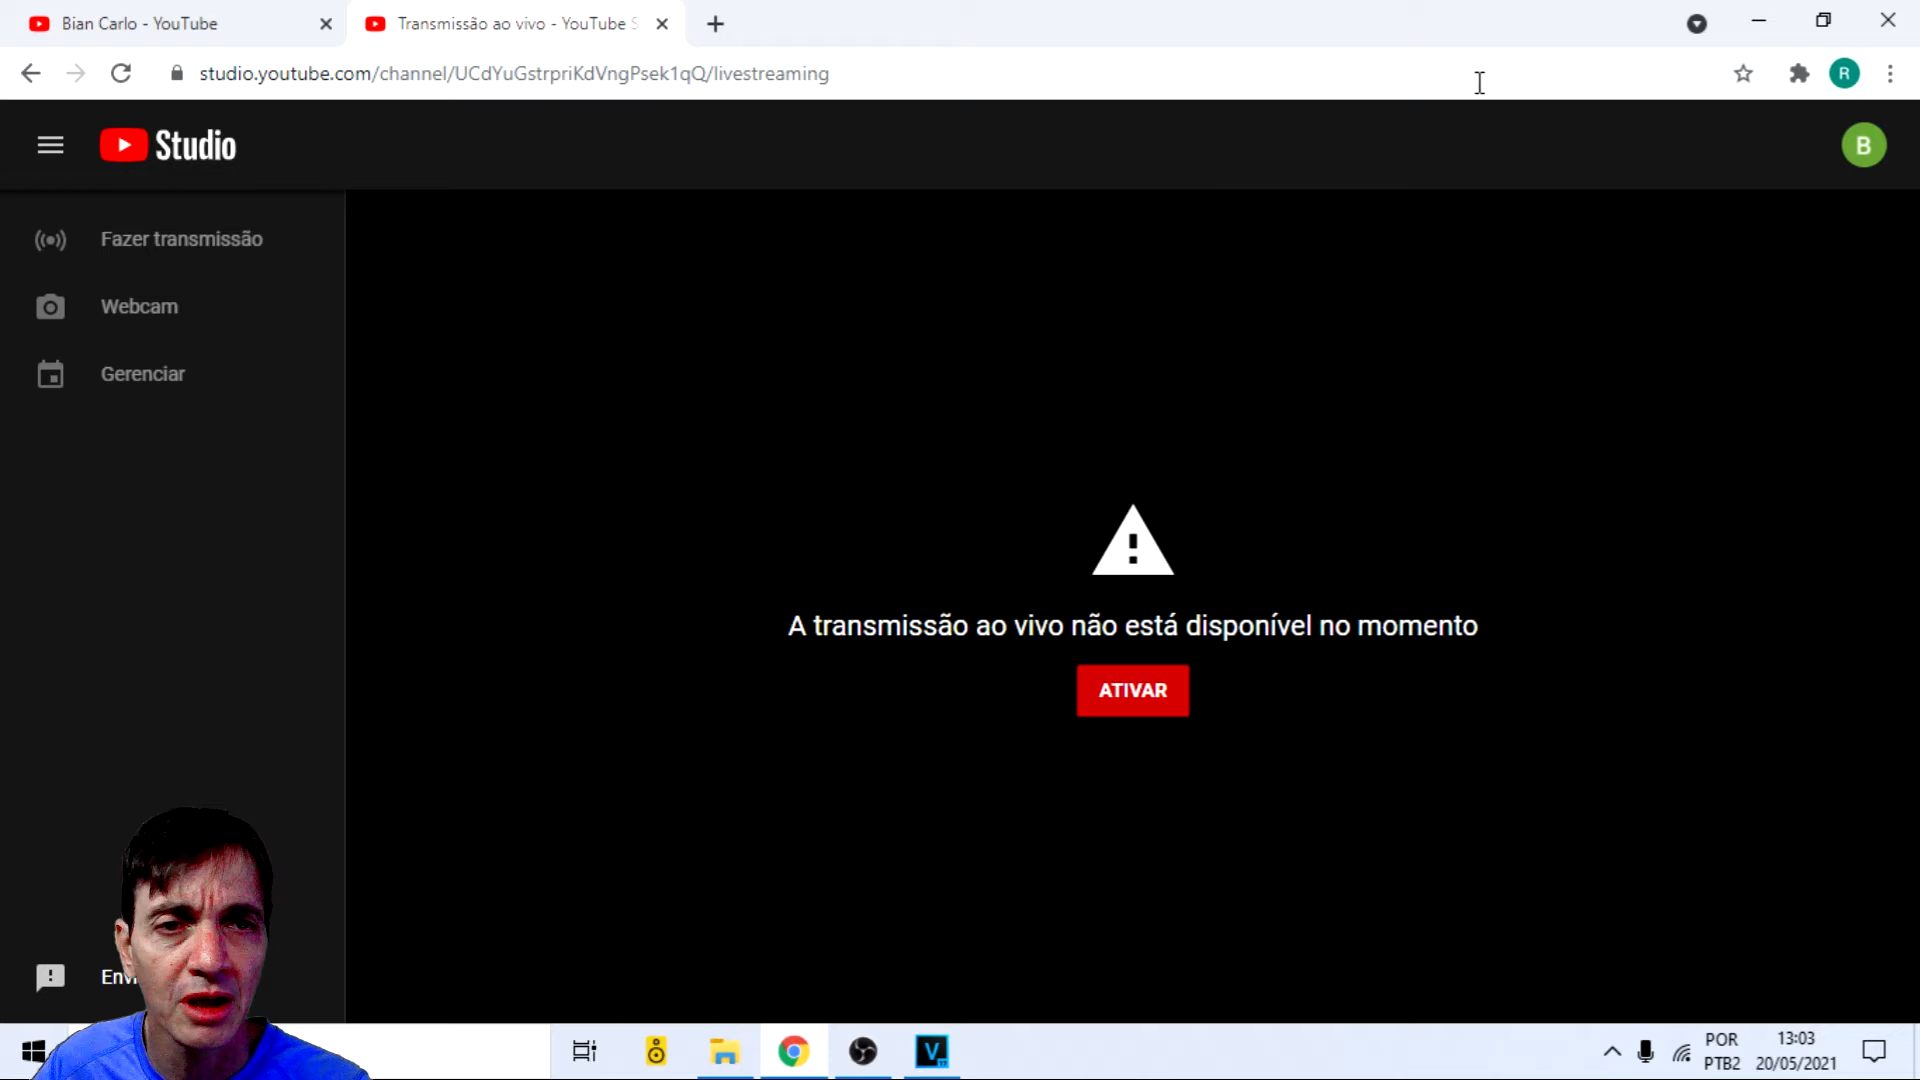 Bian Carlo - YouTube
Transmissão ao vivo - YouTube S
studio.youtube.com/channel/UCdYuGstrpriKdVngPsek1qQ/livestreaming
R
Studio
B
Fazer transmissão
Webcam
Gerenciar
A transmissão ao vivo não está disponível no momento
ATIVAR
Envi
V
POR
PTB2
13:03
20/05/2021